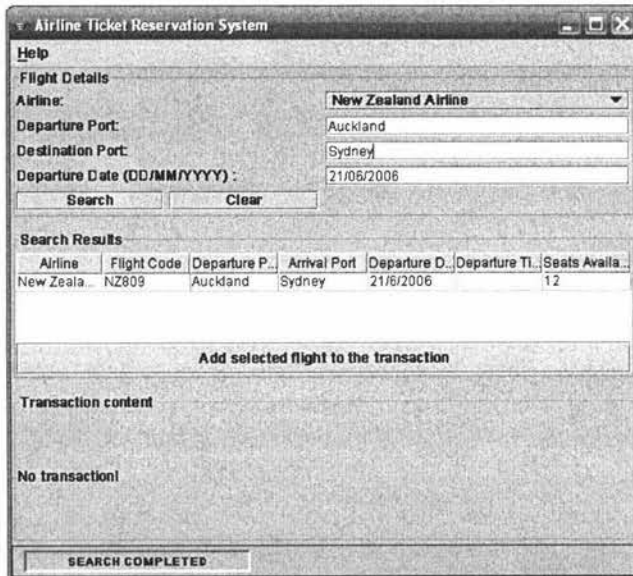 Airline Ticket Reservation System
Help
Flight Details
Airline: New Zealand Airline
Departure Port: Auckland
Destination Port: Sydney
Departure Date (DD/MM/YYYY) : 21/06/2006
Search Clear
Search Results
Airline Flight Code Departure P... Arrival Port Departure D... Departure Ti... Seats Availa...
New Zeala... NZ809 Auckland Sydney 21/6/2006 12
Add selected flight to the transaction
Transaction content
No transaction!
SEARCH COMPLETED